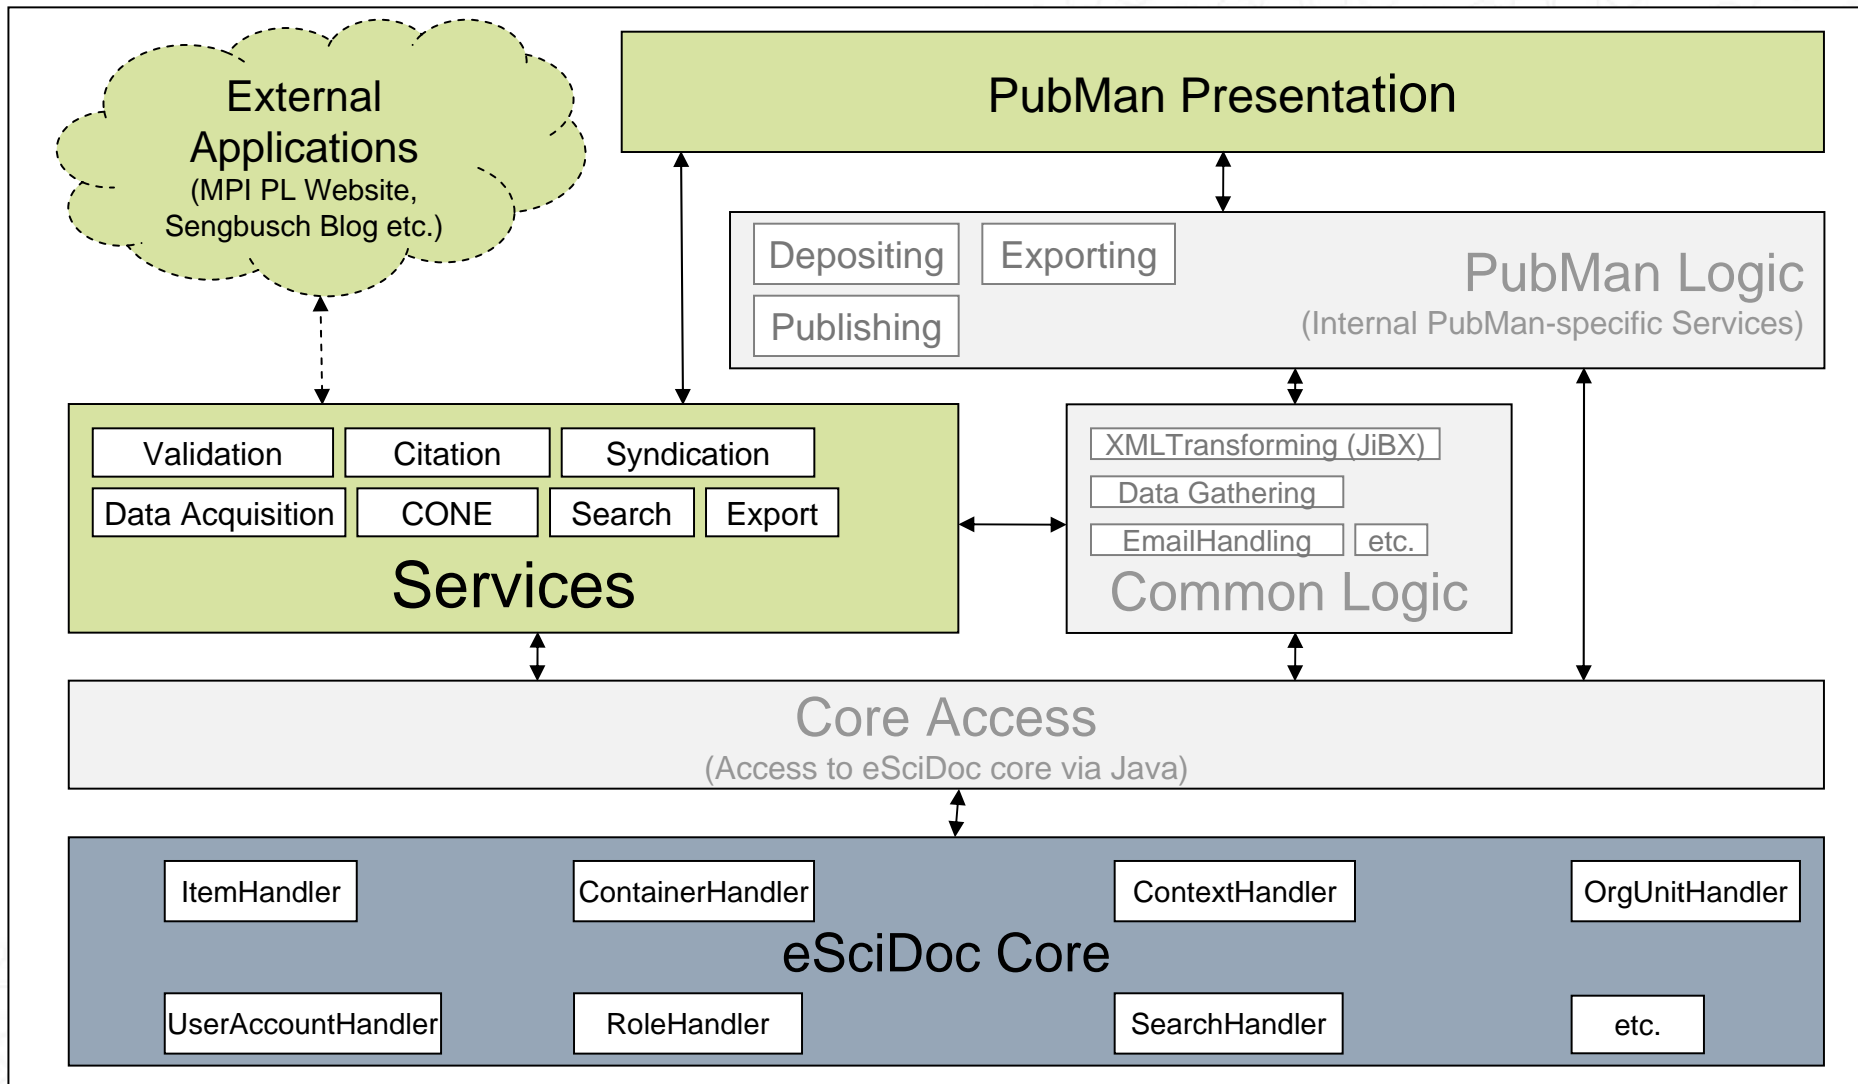 External
Applications
(MPI PL Website,
Sengbusch Blog etc.)
PubMan Presentation
Depositing
Exporting
Publishing
PubMan Logic
(Internal PubMan-specific Services)
Validation
Citation
Syndication
Data Acquisition
CONE
Search
Export
Services
XMLTransforming (JiBX)
Data Gathering
EmailHandling
etc.
Common Logic
Core Access
(Access to eSciDoc core via Java)
ItemHandler
ContainerHandler
ContextHandler
OrgUnitHandler
eSciDoc Core
UserAccountHandler
RoleHandler
SearchHandler
etc.